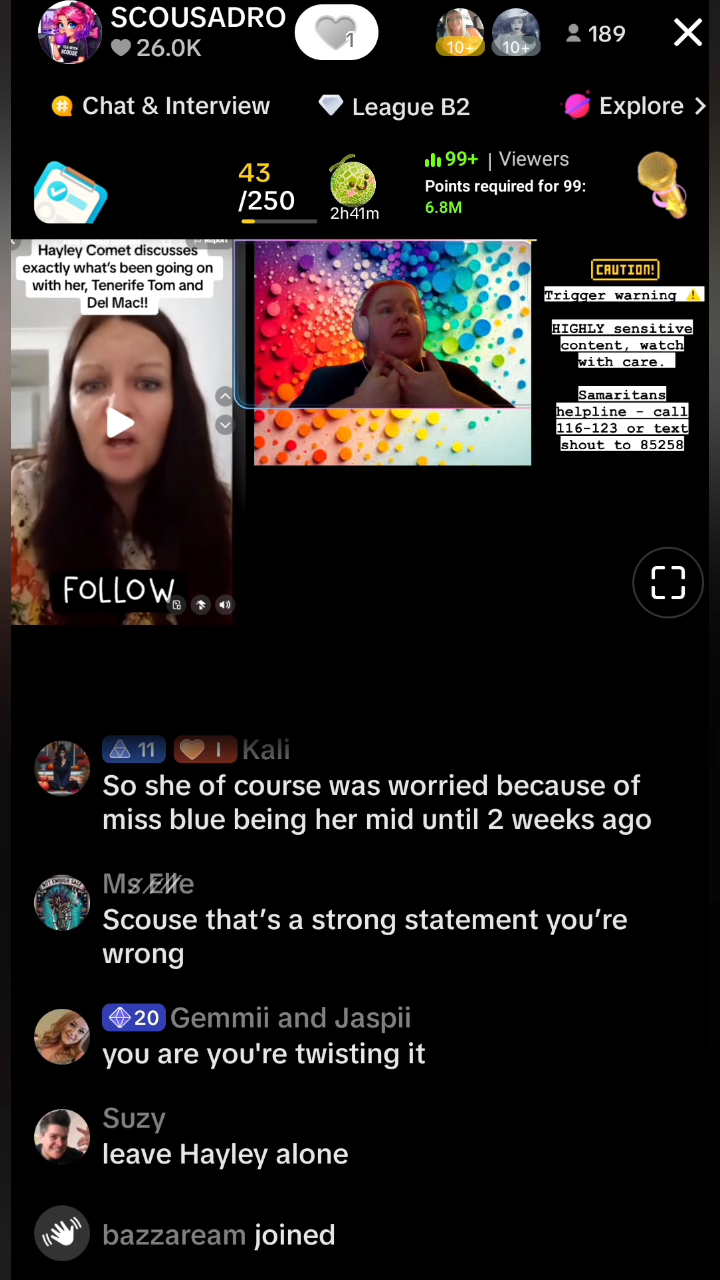 SCOUSADRO
26.0K
1
10+
10+
189
Chat & Interview
League B2
Explore
43
/250
2h41m
99+ | Viewers
Points required for 99:
6.8M
Report
Hayley Comet discusses
exactly what's been going on
with her, Tenerife Tom and
Del Mac!!
FOLLOW
CAUTION!
Trigger warning ⚠️
HIGHLY sensitive
content, watch
with care.
Samaritans
helpline - call
116-123 or text
shout to 85258
11
I
Kali
So she of course was worried because of
miss blue being her mid until 2 weeks ago
Ms Elle
Scouse that's a strong statement you're
wrong
20
Gemmii and Jaspii
you are you're twisting it
Suzy
leave Hayley alone
bazzaream joined